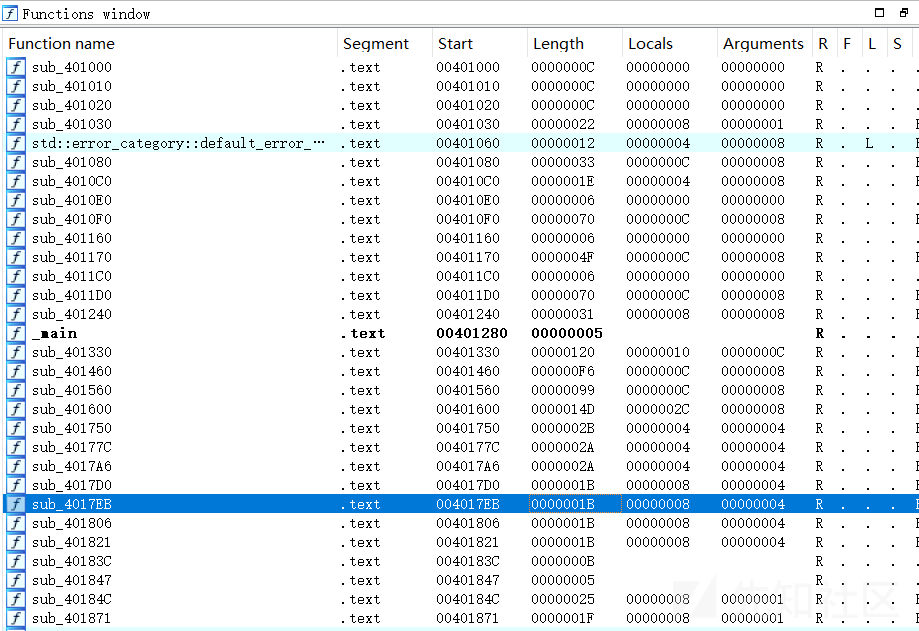 Functions window
Function name Segment Start Length Locals Arguments R F L S
sub_401000 .text 00401000 0000000C 00000000 00000000 R . . .
sub_401010 .text 00401010 0000000C 00000000 00000000 R . . .
sub_401020 .text 00401020 0000000C 00000000 00000000 R . . .
sub_401030 .text 00401030 00000022 00000008 00000001 R . . .
std::error_category::default_error_… .text 00401060 00000012 00000004 00000008 R . L .
sub_401080 .text 00401080 00000033 0000000C 00000008 R . . .
sub_4010C0 .text 004010C0 0000001E 00000004 00000008 R . . .
sub_4010E0 .text 004010E0 00000006 00000000 00000000 R . . .
sub_4010F0 .text 004010F0 00000070 0000000C 00000008 R . . .
sub_401160 .text 00401160 00000006 00000000 00000000 R . . .
sub_401170 .text 00401170 0000004F 0000000C 00000008 R . . .
sub_4011C0 .text 004011C0 00000006 00000000 00000000 R . . .
sub_4011D0 .text 004011D0 00000070 0000000C 00000008 R . . .
sub_401240 .text 00401240 00000031 00000008 00000008 R . . .
_main .text 00401280 00000005 R . . .
sub_401330 .text 00401330 00000120 00000010 0000000C R . . .
sub_401460 .text 00401460 000000F6 0000000C 00000008 R . . .
sub_401560 .text 00401560 00000099 0000000C 00000008 R . . .
sub_401600 .text 00401600 0000014D 0000002C 00000008 R . . .
sub_401750 .text 00401750 0000002B 00000004 00000004 R . . .
sub_40177C .text 0040177C 0000002A 00000004 00000004 R . . .
sub_4017A6 .text 004017A6 0000002A 00000004 00000004 R . . .
sub_4017D0 .text 004017D0 0000001B 00000008 00000004 R . . .
sub_4017EB .text 004017EB 0000001B 00000008 00000004 R . . .
sub_401806 .text 00401806 0000001B 00000008 00000004 R . . .
sub_401821 .text 00401821 0000001B 00000008 00000004 R . . .
sub_40183C .text 0040183C 0000000B R . . .
sub_401847 .text 00401847 00000005 R . . .
sub_40184C .text 0040184C 00000025 00000008 00000001 R . . .
sub_401871 .text 00401871 0000001F 00000008 00000001 R . . .